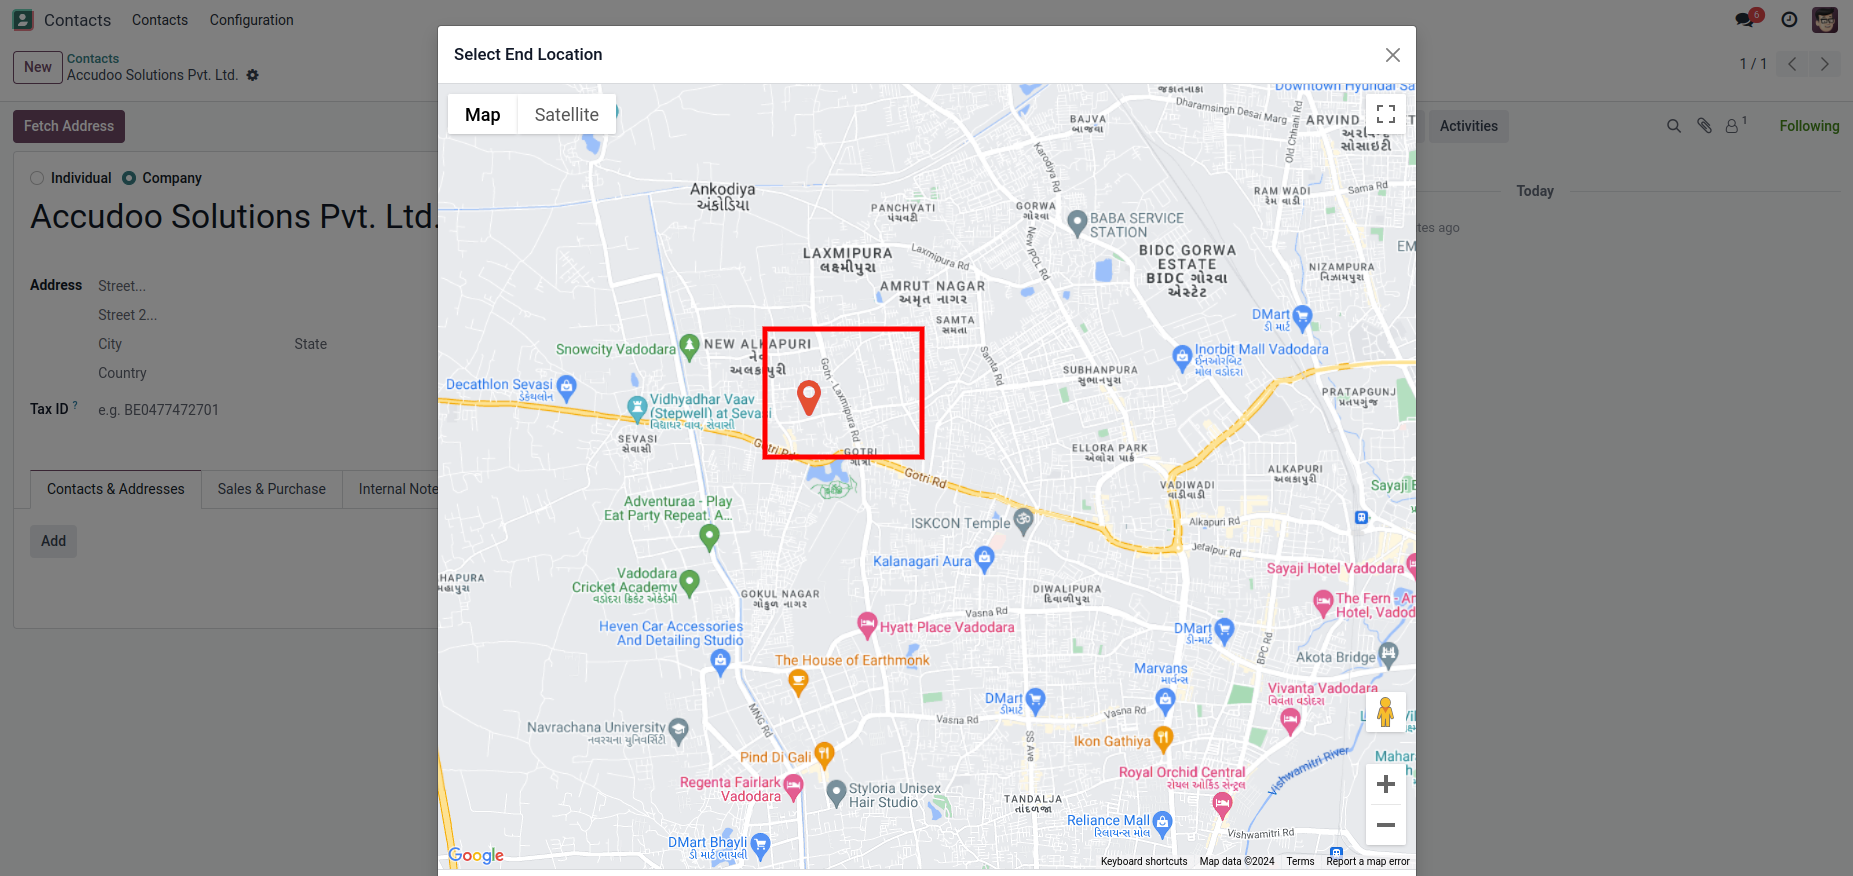 Contacts
Contacts
Configuration
6
New
Contacts
Accudoo Solutions Pvt. Ltd.
1 / 1
Fetch Address
Activities
1
Following
Individual
Company
Accudoo Solutions Pvt. Ltd.
Address
Street...
Street 2...
City
State
Country
Tax ID ?
e.g. BE0477472701
Contacts & Addresses
Sales & Purchase
Internal Note
Add
Today
tes ago
Select End Location
Map
Satellite
Downtown Hyundai Sa
Dharamsingh Desai Marg
Old Chhani Rd
ARVIND
સોસાઇટી
BAJVA
બાજવા
Karodiya Rd
Ankodiya
અંકોડિયા
PANCHVATI
પંચવટી
GORWA
ગોરવા
New IPCL Rd
RAM WADI
રેમ વાડી
Sama Rd
BABA SERVICE
STATION
LAXMIPURA
લક્ષ્મીપુરા
Laxmipura Rd
BIDC GORWA
ESTATE
BIDC ગોરવા
એસ્ટેટ
EM
NIZAMPURA
નિઝામપુરા
AMRUT NAGAR
અમૃત નાગર
SAMTA
સમતા
DMart
ડી માર્ટ
Snowcity Vadodara
NEW ALKAPURI
અલકાપુરી
Gotri - Laxmipura Rd
Samta Rd
Inorbit Mall Vadodara
ઈનઓરબિટ
મોલ વડોદરા
SUBHANPURA
સુભાનપુરા
Decathlon Sevasi
ડેકેથલોન
Vidhyadhar Vaav
(Stepwell) at Sevasi
વિદ્યાધર વાવ, સેવાસી
PRATAPGUNJ
પ્રતાપગુંજ
SEVASI
સેવાસી
Gotri Rd
GOTRI
ગોત્રી
Gotri Rd
ELLORA PARK
એલોરા પાર્ક
ALKAPURI
અલકાપુરી
VADIWADI
વાડીવાડી
Sayaji
Adventuraa - Play
Eat Party Repeat. A...
ISKCON Temple
Alkapuri Rd
Jetalpur Rd
Kalanagari Aura
Sayaji Hotel Vadodara
HAPURA
Vadodara
Cricket Academy
વડોદરા ક્રિકેટ એકેડેમી
GOKUL NAGAR
ગોકુળ નાગર
DIWALIPURA
દિવાળીપુરા
The Fern - A
Hotel, Vadod
Vasna Rd
Heven Car Accessories
And Detailing Studio
Hyatt Place Vadodara
DMart
ડી-માર્ટ
BPC Rd
Akota Bridge
The House of Earthmonk
Marvans
માર્વન્સ
Vivanta Vadodara
વિવંતા વડોદરા
DMart
ડીમાર્ટ
MNG Rd
Vasna Rd
Vasna Rd
Navrachana University
નવરચના યુનિવર્સિટી
SS Ave
Ikon Gathiya
Pind Di Gali
Mahar
Vishwamitri River
Regenta Fairlark
Vadodara
Styloria Unisex
Hair Studio
Royal Orchid Central
રોયલ ઓર્કિડ સેન્ટ્રલ
TANDALJA
તાંદળજા
Reliance Mall
રિલાયન્સ મોલ
Vishwamitri Rd
DMart Bhayli
ડી માર્ટ ભાયલી
Google
Keyboard shortcuts
Map data ©2024
Terms
Report a map error